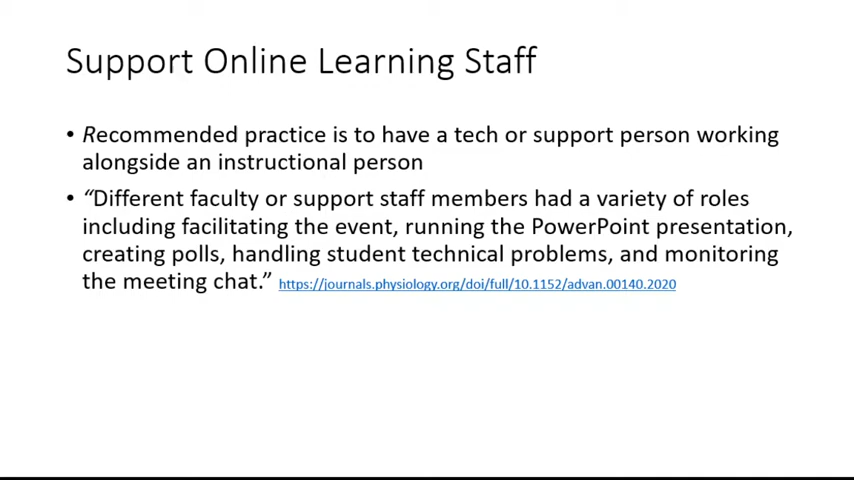 Support Online Learning Staff
• Recommended practice is to have a tech or support person working
alongside an instructional person
• “Different faculty or support staff members had a variety of roles
including facilitating the event, running the PowerPoint presentation,
creating polls, handling student technical problems, and monitoring
the meeting chat.” https://journals.physiology.org/doi/full/10.1152/advan.00140.2020